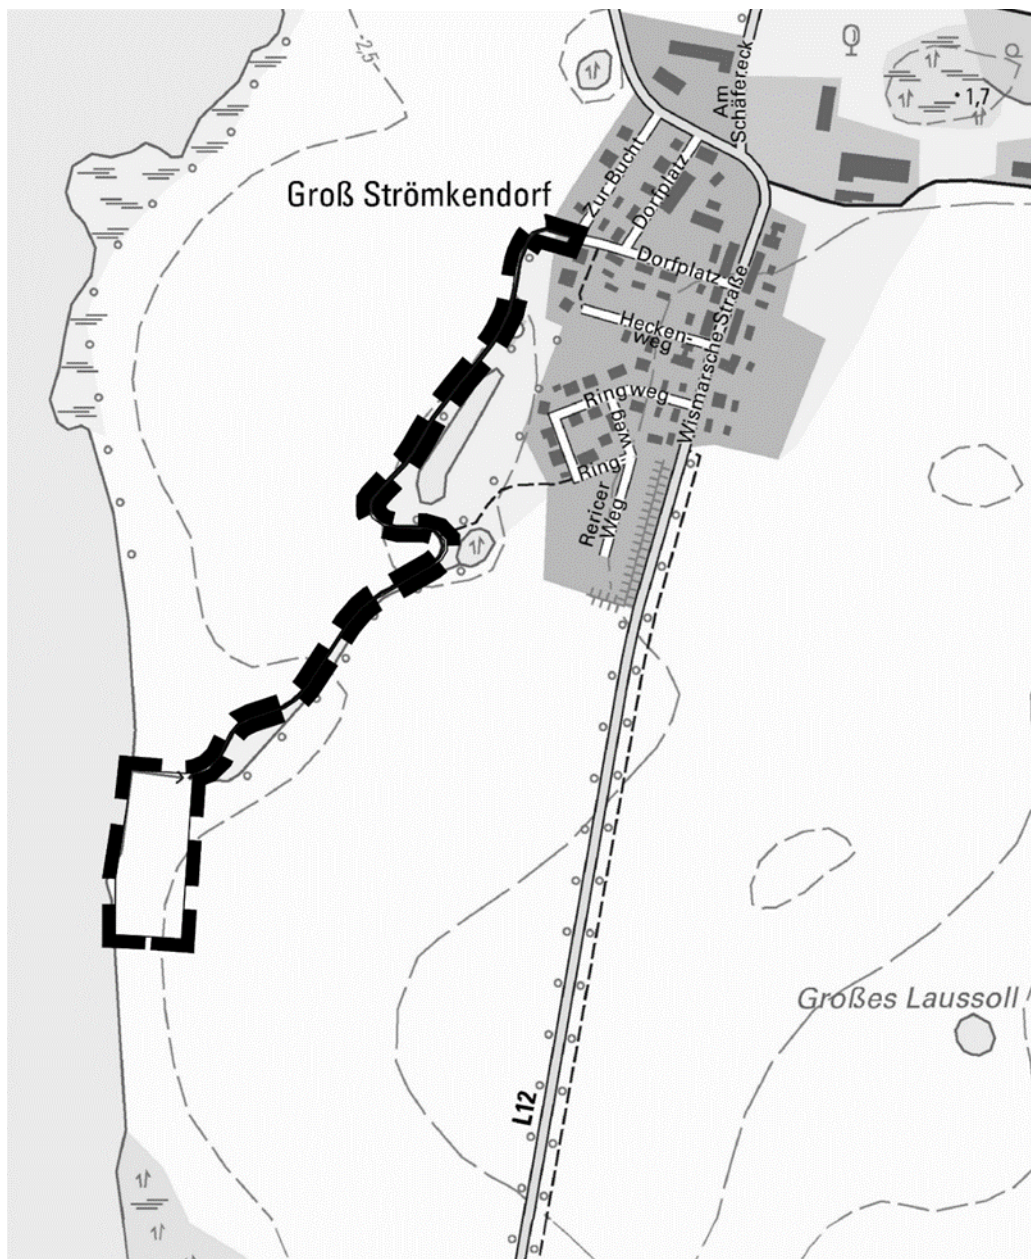 -2,5
Am
Schäfereck
1,7
Groß Strömkendorf
Zur Bucht
Dorfplatz
Dorfplatz
Hecken-
weg
Wismarsche Straße
Ringweg
Ring-
weg
Rericer
Weg
Großes Laussoll
L12